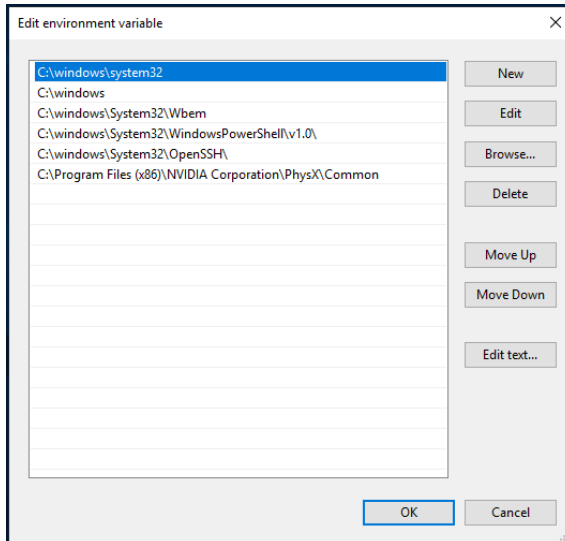 Edit environment variable
C:\windows\system32
C:\windows
C:\windows\System32\Wbem
C:\windows\System32\WindowsPowerShell\v1.0\
C:\windows\System32\OpenSSH\
C:\Program Files (x86)\NVIDIA Corporation\PhysX\Common
New
Edit
Browse...
Delete
Move Up
Move Down
Edit text...
OK
Cancel